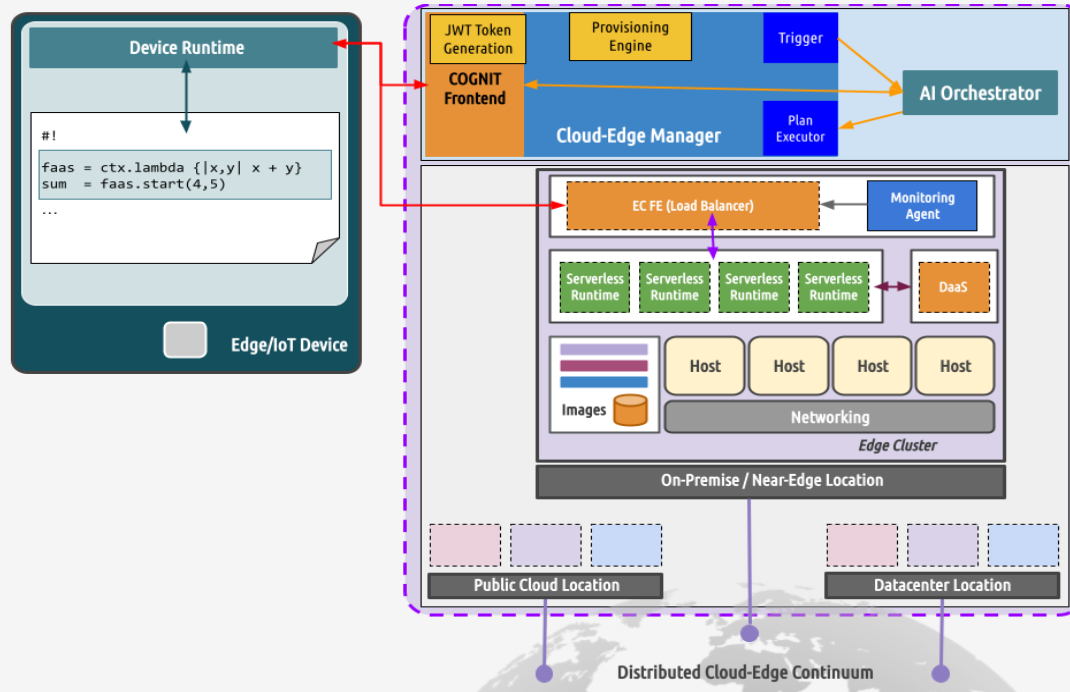 Device Runtime
#!
faas = ctx.lambda {|x,y| x + y}
sum  = faas.start(4,5)
...
Edge/IoT Device
JWT Token
Generation
COGNIT
Frontend
Provisioning
Engine
Cloud-Edge Manager
Trigger
Plan
Executor
AI Orchestrator
EC FE (Load Balancer)
Monitoring
Agent
Serverless
Runtime
Serverless
Runtime
Serverless
Runtime
Serverless
Runtime
DaaS
Images
Host
Host
Host
Host
Networking
Edge Cluster
On-Premise / Near-Edge Location
Public Cloud Location
Datacenter Location
Distributed Cloud-Edge Continuum